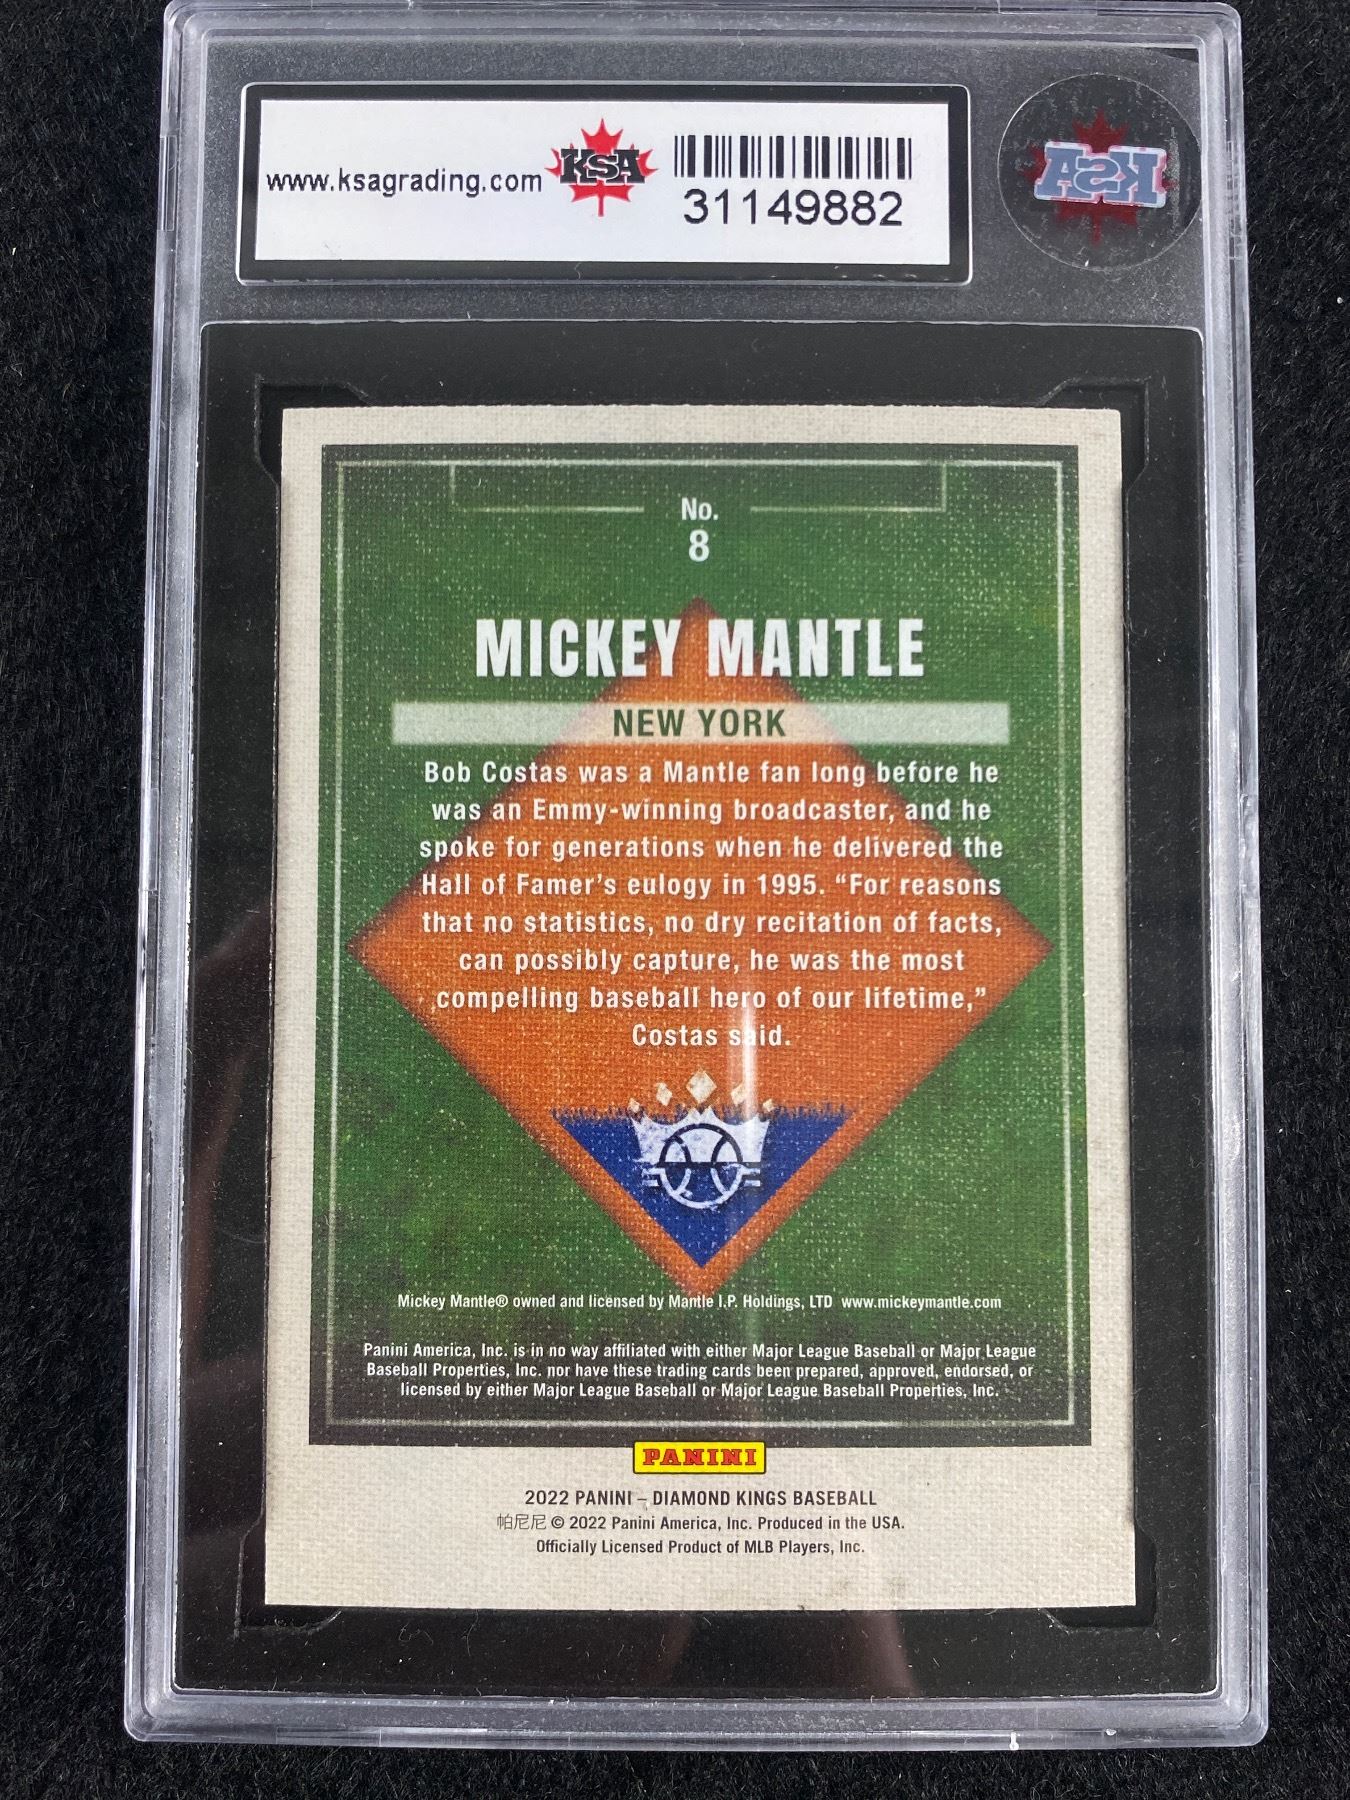 www.ksagrading.com
KSA
31149882
KSA
No.
8
MICKEY MANTLE
NEW YORK
Bob Costas was a Mantle fan long before he
was an Emmy-winning broadcaster, and he
spoke for generations when he delivered the
Hall of Famer’s eulogy in 1995. “For reasons
that no statistics, no dry recitation of facts,
can possibly capture, he was the most
compelling baseball hero of our lifetime,”
Costas said.
Mickey Mantle® owned and licensed by Mantle I.P. Holdings, LTD www.mickeymantle.com
Panini America, Inc. is in no way affiliated with either Major League Baseball or Major League
Baseball Properties, Inc. nor have these trading cards been prepared, approved, endorsed, or
licensed by either Major League Baseball or Major League Baseball Properties, Inc.
PANINI
2022 PANINI – DIAMOND KINGS BASEBALL
帕尼尼 © 2022 Panini America, Inc. Produced in the USA.
Officially Licensed Product of MLB Players, Inc.